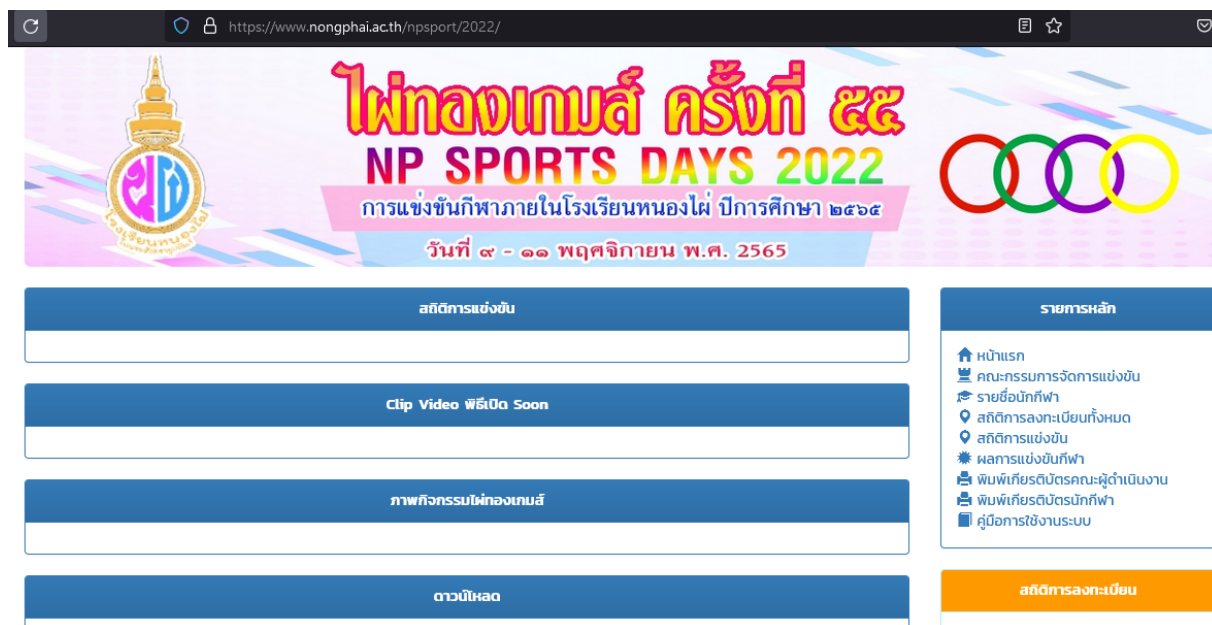 https://www.nongphai.ac.th/npsport/2022/
ไผ่ทองเกมส์ ครั้งที่ ๕๕
NP SPORTS DAYS 2022
การแข่งขันกีฬาภายในโรงเรียนหนองไผ่ ปีการศึกษา ๒๕๖๕
วันที่ ๙ - ๑๑ พฤศจิกายน พ.ศ. 2565
สถิติการแข่งขัน
Clip Video พิธีเปิด Soon
ภาพกิจกรรมไผ่ทองเกมส์
ดาวน์โหลด
รายการหลัก
หน้าแรก
คณะกรรมการจัดการแข่งขัน
รายชื่อนักกีฬา
สถิติการลงทะเบียนทั้งหมด
สถิติการแข่งขัน
ผลการแข่งขันกีฬา
พิมพ์เกียรติบัตรคณะผู้ดำเนินงาน
พิมพ์เกียรติบัตรนักกีฬา
คู่มือการใช้งานระบบ
สถิติการลงทะเบียน